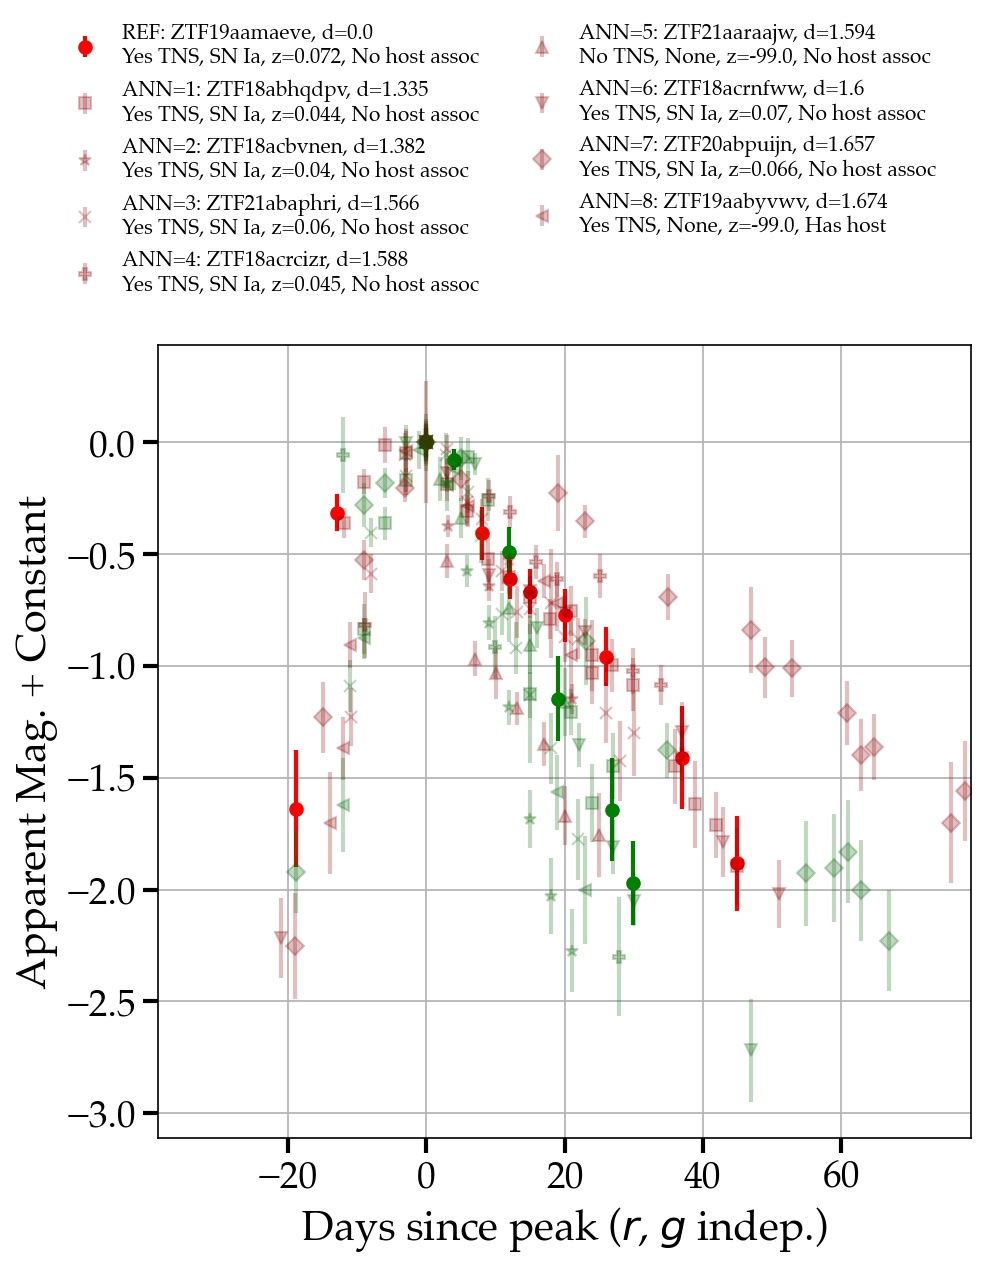 REF: ZTF19aamaeve, d=0.0
Yes TNS, SN Ia, z=0.072, No host assoc
ANN=1: ZTF18abhqdpv, d=1.335
Yes TNS, SN Ia, z=0.044, No host assoc
ANN=2: ZTF18acbvnen, d=1.382
Yes TNS, SN Ia, z=0.04, No host assoc
ANN=3: ZTF21abaphri, d=1.566
Yes TNS, SN Ia, z=0.06, No host assoc
ANN=4: ZTF18acrcizr, d=1.588
Yes TNS, SN Ia, z=0.045, No host assoc
ANN=5: ZTF21aaraajw, d=1.594
No TNS, None, z=-99.0, No host assoc
ANN=6: ZTF18acrnfww, d=1.6
Yes TNS, SN Ia, z=0.07, No host assoc
ANN=7: ZTF20abpuijn, d=1.657
Yes TNS, SN Ia, z=0.066, No host assoc
ANN=8: ZTF19aabyvwv, d=1.674
Yes TNS, None, z=-99.0, Has host
Apparent Mag. + Constant
0.0
−0.5
−1.0
−1.5
−2.0
−2.5
−3.0
−20
0
20
40
60
Days since peak (r, g indep.)